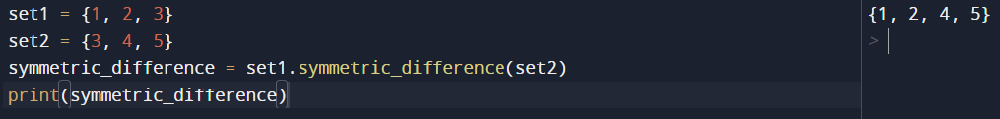 set1 = {1, 2, 3}
set2 = {3, 4, 5}
symmetric_difference = set1.symmetric_difference(set2)
print(symmetric_difference)
{1, 2, 4, 5}
>